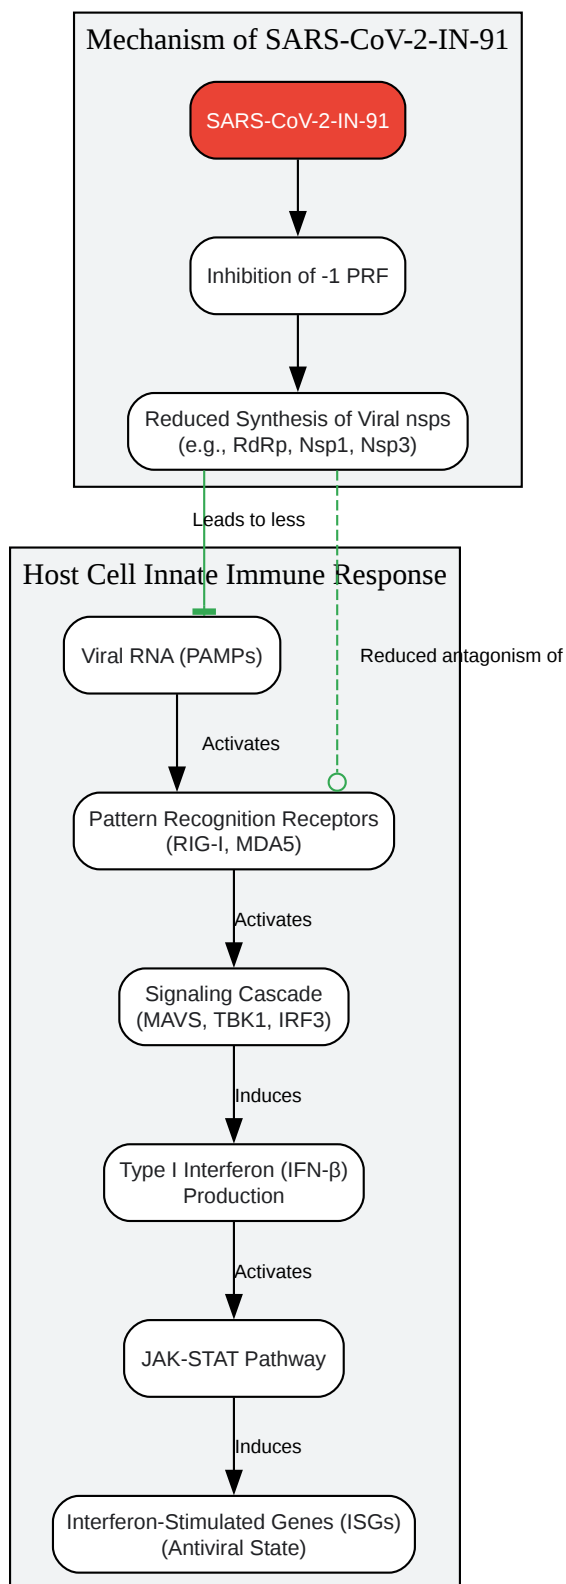 Mechanism of SARS-CoV-2-IN-91
SARS-CoV-2-IN-91
Inhibition of -1 PRF
Reduced Synthesis of Viral nsps
(e.g., RdRp, Nsp1, Nsp3)
Leads to less
Host Cell Innate Immune Response
Viral RNA (PAMPs)
Reduced antagonism of
Activates
Pattern Recognition Receptors
(RIG-I, MDA5)
Activates
Signaling Cascade
(MAVS, TBK1, IRF3)
Induces
Type I Interferon (IFN-β)
Production
Activates
JAK-STAT Pathway
Induces
Interferon-Stimulated Genes (ISGs)
(Antiviral State)